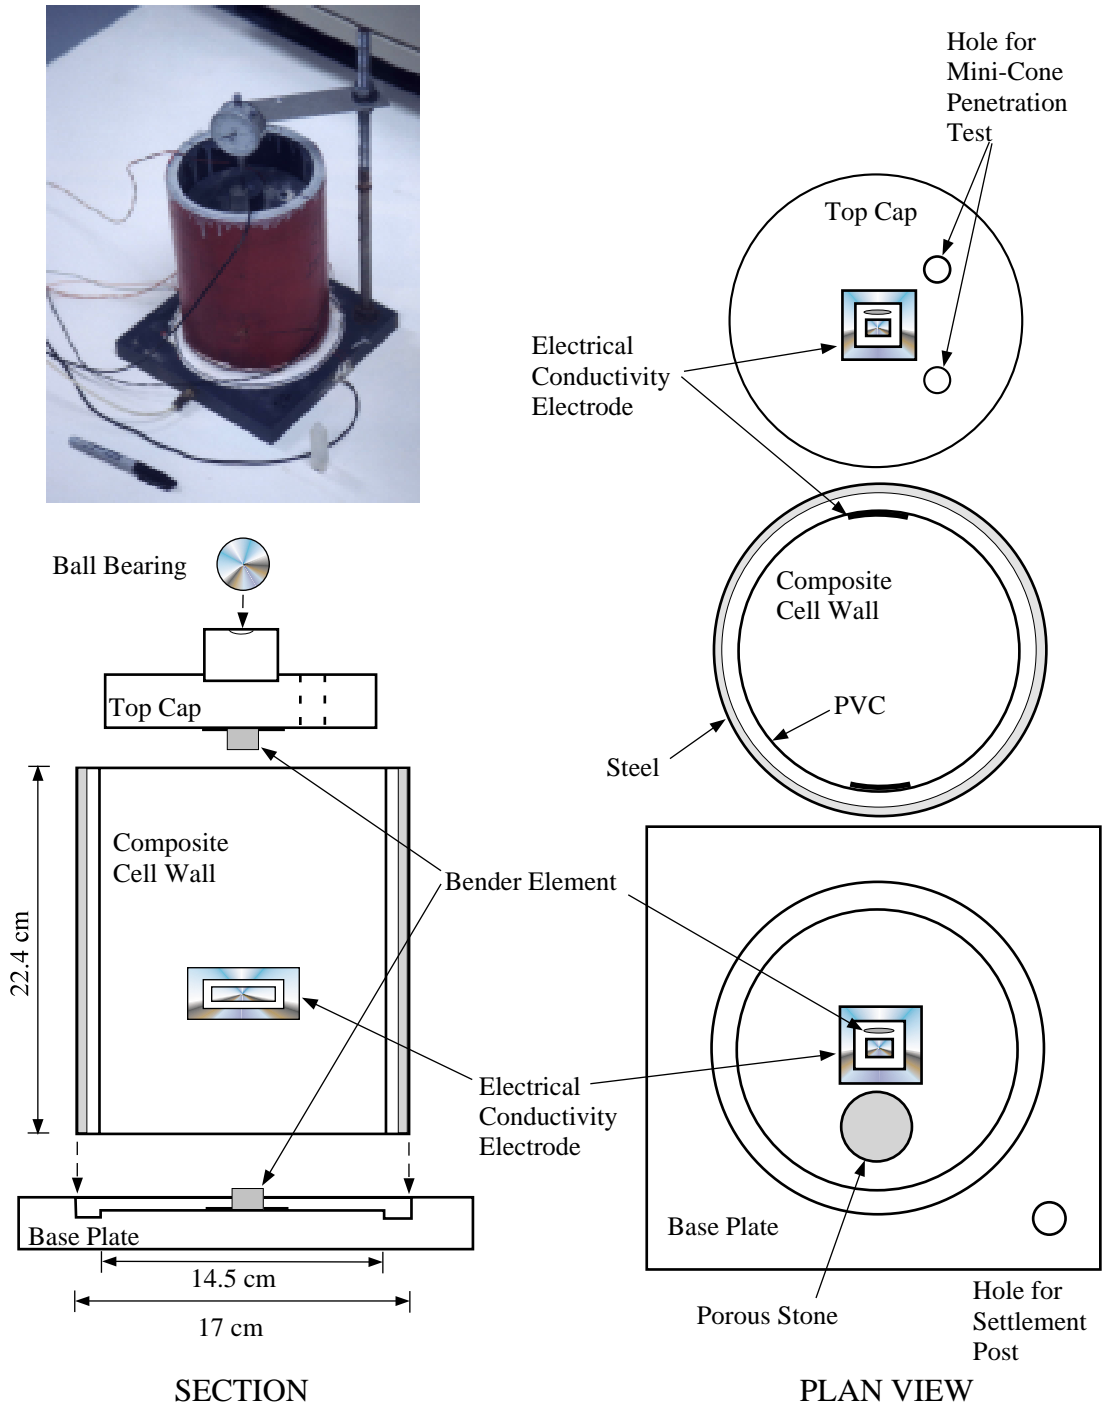 Hole for
Mini-Cone
Penetration
Test
Top Cap
Electrical
Conductivity
Electrode
Ball Bearing
Composite
Cell Wall
Top Cap
PVC
Steel
Composite
Cell Wall
Bender Element
22.4 cm
Electrical
Conductivity
Electrode
Base Plate
Base Plate
14.5 cm
17 cm
Porous Stone
Hole for
Settlement
Post
SECTION
PLAN VIEW